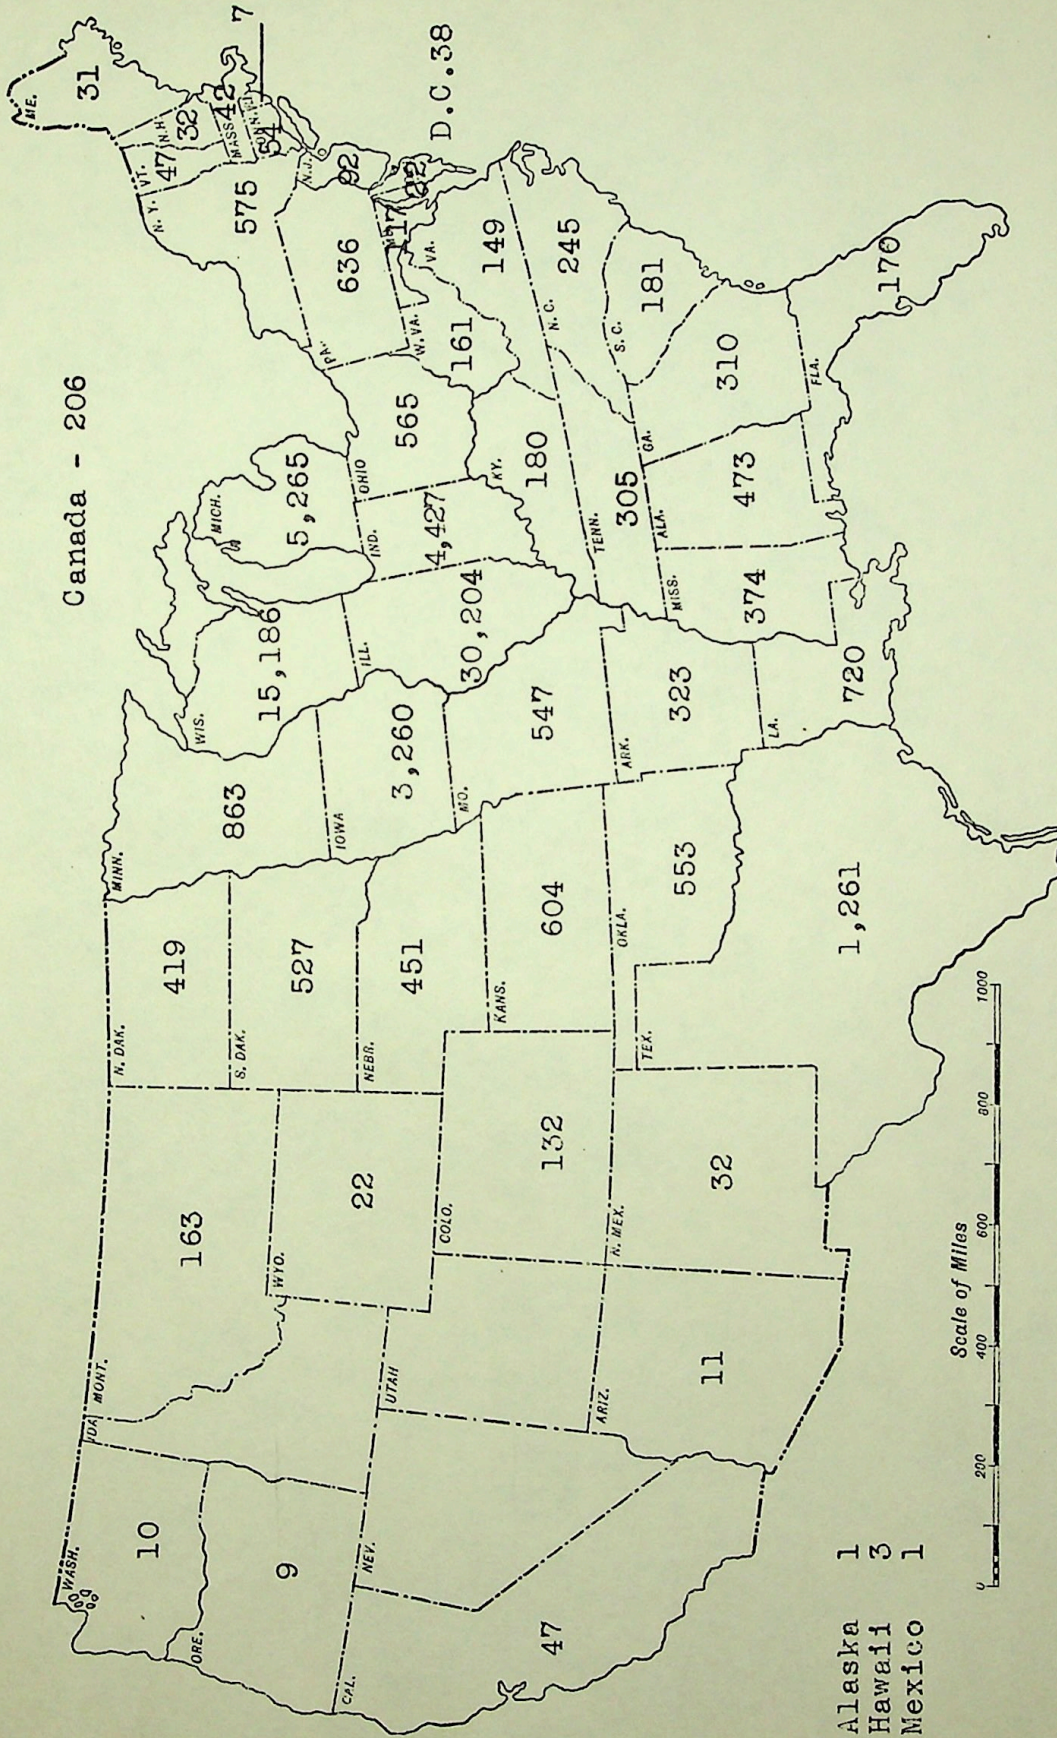 Canada - 206
WASH.
10
ORE.
9
CAL.
47
NEV.
IDA
MONT.
163
WYO.
22
UTAH
COLO.
132
ARIZ.
11
N. MEX.
32
N. DAK.
419
S. DAK.
527
NEBR.
451
KANS.
604
OKLA.
553
TEX.
1,261
MINN.
863
IOWA
3,260
MO.
547
ARK.
323
LA.
720
WIS.
15,186
ILL.
30,204
MICH.
5,265
IND.
4,427
OHIO
565
KY.
180
TENN.
305
MISS.
374
ALA.
473
GA.
310
FLA.
170
S. C.
181
N. C.
245
VA.
149
W. VA.
161
PA.
636
N. Y.
575
VT.
47
N.H.
32
ME.
31
MASS
42
54
7
N.J.
92
117
22
D.C.38
Alaska 1
Hawaii 3
Mexico 1
Scale of Miles
0 200 400 600 800 1000